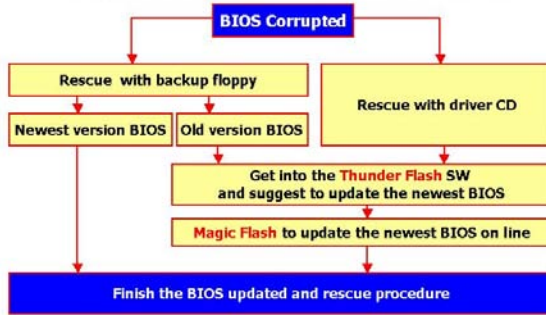 BIOS Corrupted
Rescue with backup floppy
Rescue with driver CD
Newest version BIOS
Old version BIOS
Get into the Thunder Flash SW
and suggest to update the newest BIOS
Magic Flash to update the newest BIOS on line
Finish the BIOS updated and rescue procedure